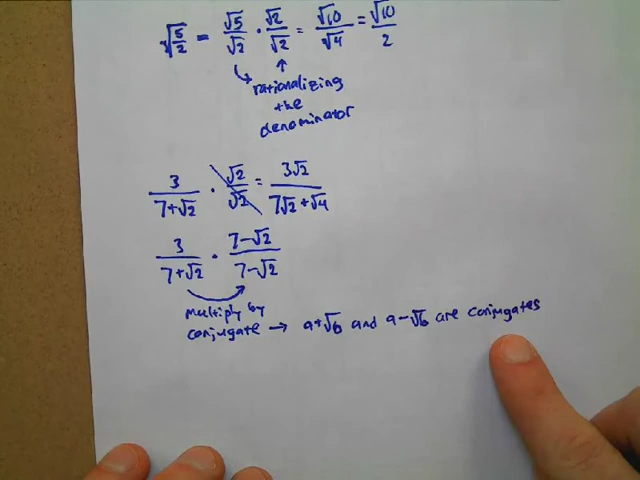 √5/2 = √5/√2 · √2/√2 = √10/√4 = √10/2
rationalizing
the
denominator
3/(7+√2) · √2/√2 = 3√2/(7√2+√4)
3/(7+√2) · (7-√2)/(7-√2)
multiply by
conjugate → a+√b and a-√b are conjugates